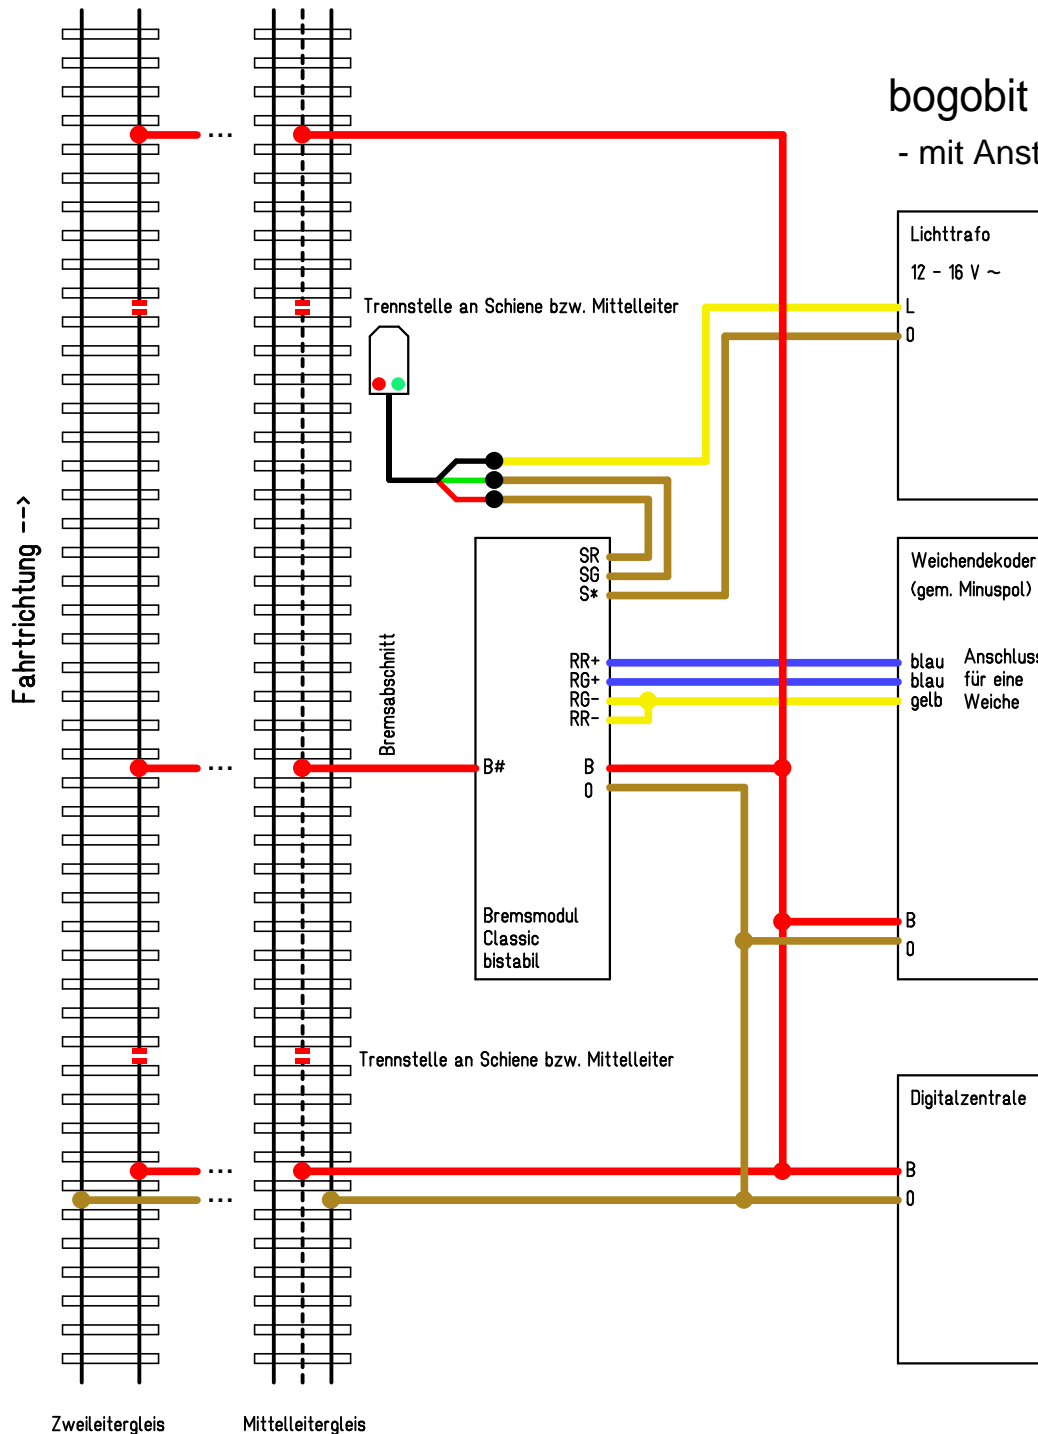 bogobit
- mit Anst
Lichttrafo
12 - 16 V ~
L
0
Trennstelle an Schiene bzw. Mittelleiter
Fahrtrichtung -->
SR
SG
S*
Weichendekoder
(gem. Minuspol)
Bremsabschnitt
RR+
RG+
RG-
RR-
blau
blau
gelb
Anschluss
für eine
Weiche
B#
B
0
Bremsmodul
Classic
bistabil
B
0
Trennstelle an Schiene bzw. Mittelleiter
Digitalzentrale
...
...
...
...
B
0
Zweileitergleis
Mittelleitergleis